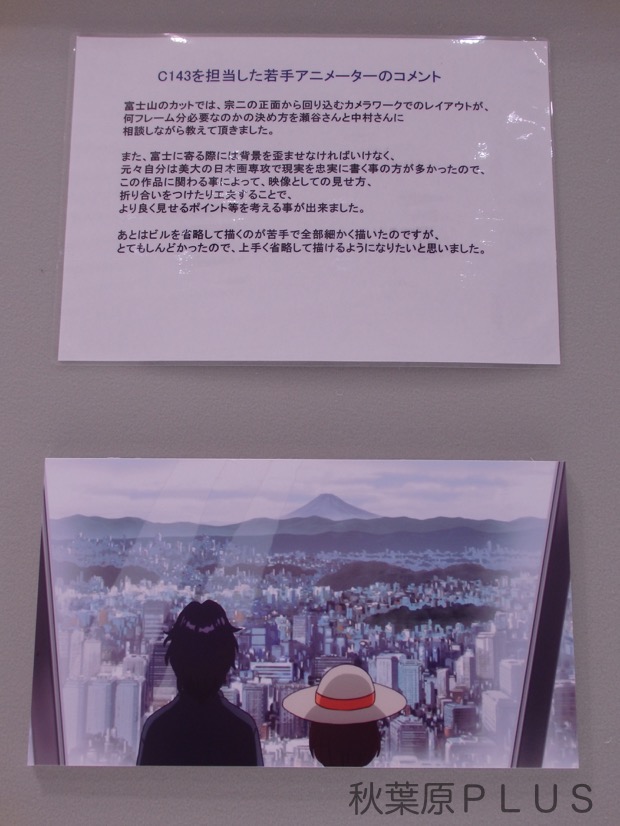 C143を担当した若手アニメーターのコメント
富士山のカットでは、宗二の正面から回り込むカメラワークでのレイアウトが、
何フレーム分必要なのかの決め方を瀬谷さんと中村さんに
相談しながら教えて頂きました。
また、富士に寄る際には背景を歪ませなければいけなく、
元々自分は美大の日本画専攻で現実を忠実に書く事の方が多かったので、
この作品に関わる事によって、映像としての見せ方、
折り合いをつけたり工夫することで、
より良く見せるポイント等を考える事が出来ました。
あとはビルを省略して描くのが苦手で全部細かく描いたのですが、
とてもしんどかったので、上手く省略して描けるようになりたいと思いました。
秋葉原PLUS